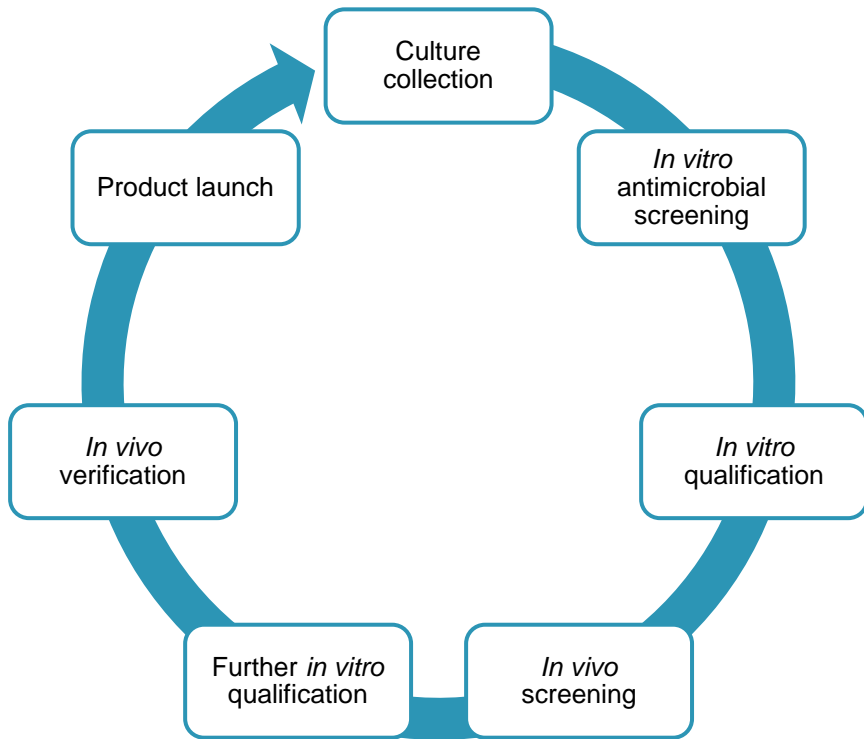 Culture
collection
In vitro
antimicrobial
screening
In vitro
qualification
In vivo
screening
Further in vitro
qualification
In vivo
verification
Product launch